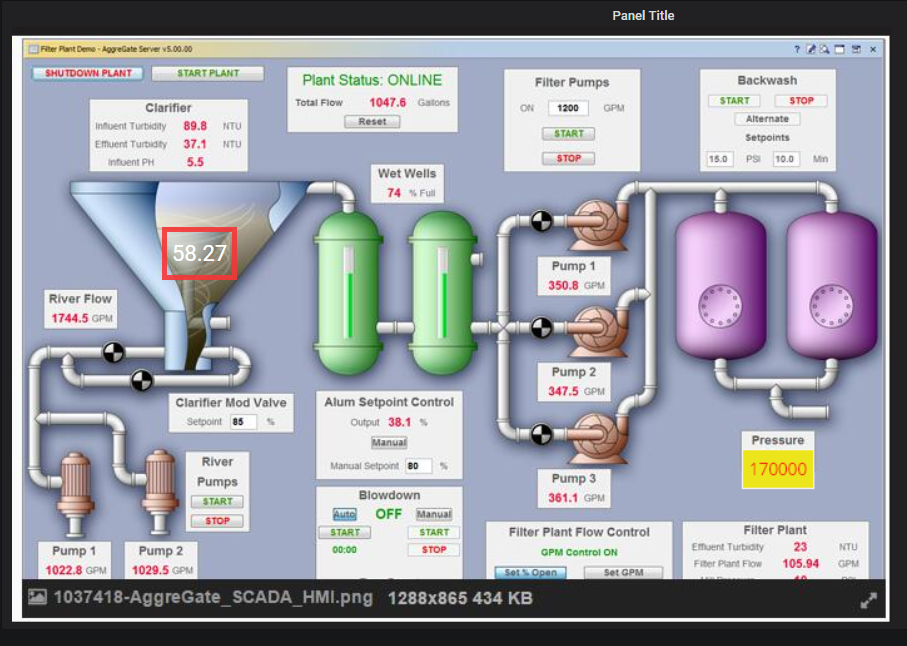 Panel Title
Filter Plant Demo - AggreGate Server v5.00.00
SHUTDOWN PLANT
START PLANT
Plant Status: ONLINE
Total Flow 1047.6 Gallons
Reset
Filter Pumps
ON 1200 GPM
START
STOP
Backwash
START STOP
Alternate
Setpoints
15.0 PSI 10.0 Min
Clarifier
Influent Turbidity 89.8 NTU
Effluent Turbidity 37.1 NTU
Influent PH 5.5
Wet Wells
74 % Full
58.27
Pump 1
350.8 GPM
River Flow
1744.5 GPM
Pump 2
347.5 GPM
Clarifier Mod Valve
Setpoint 85 %
Alum Setpoint Control
Output 38.1 %
Manual
Manual Setpoint 80 %
Pressure
170000
River
Pumps
START
STOP
Pump 3
361.1 GPM
Blowdown
Auto OFF Manual
START START
00:00 STOP
Pump 1
1022.8 GPM
Pump 2
1029.5 GPM
Filter Plant Flow Control
GPM Control ON
Set % Open Set GPM
Filter Plant
Effluent Turbidity 23 NTU
Filter Plant Flow 105.94 GPM
1037418-AggreGate_SCADA_HMI.png 1288x865 434 KB